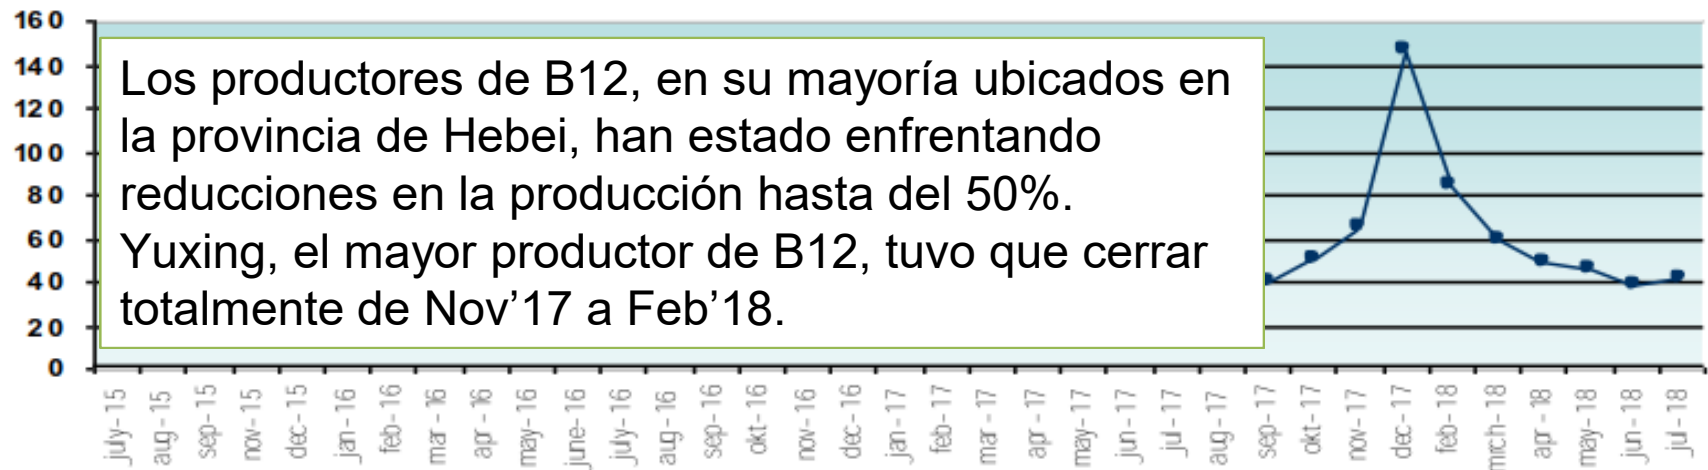 160
140
120
100
80
60
40
20
0
Los productores de B12, en su mayoría ubicados en
la provincia de Hebei, han estado enfrentando
reducciones en la producción hasta del 50%.
Yuxing, el mayor productor de B12, tuvo que cerrar
totalmente de Nov’17 a Feb’18.
july-15
aug-15
sep-15
nov-15
dec-15
jan-16
feb-16
mar-16
apr-16
may-16
june-16
july-16
aug-16
sep-16
okt-16
nov-16
dec-16
jan-17
feb-17
mar-17
apr-17
may-17
jun-17
jul-17
aug-17
sep-17
okt-17
nov-17
dec-17
feb-18
mrch-18
apr-18
may-18
jun-18
jul-18